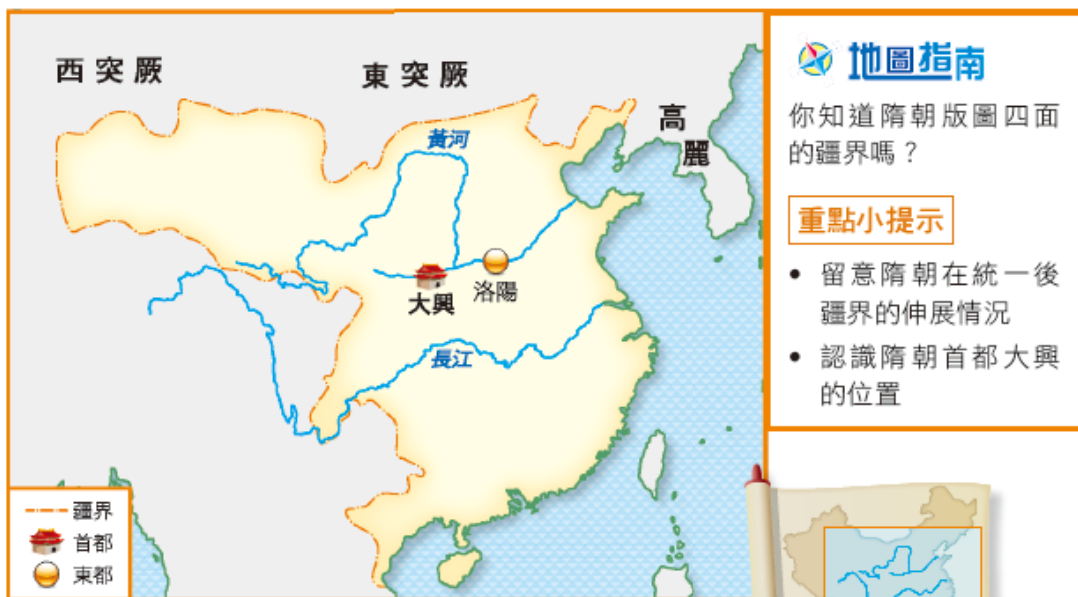 西突厥
東突厥
高
麗
黃河
大興
洛陽
長江
疆界
首都
東都
地圖指南
你知道隋朝版圖四面
的疆界嗎？
重點小提示
• 留意隋朝在統一後
疆界的伸展情況
• 認識隋朝首都大興
的位置